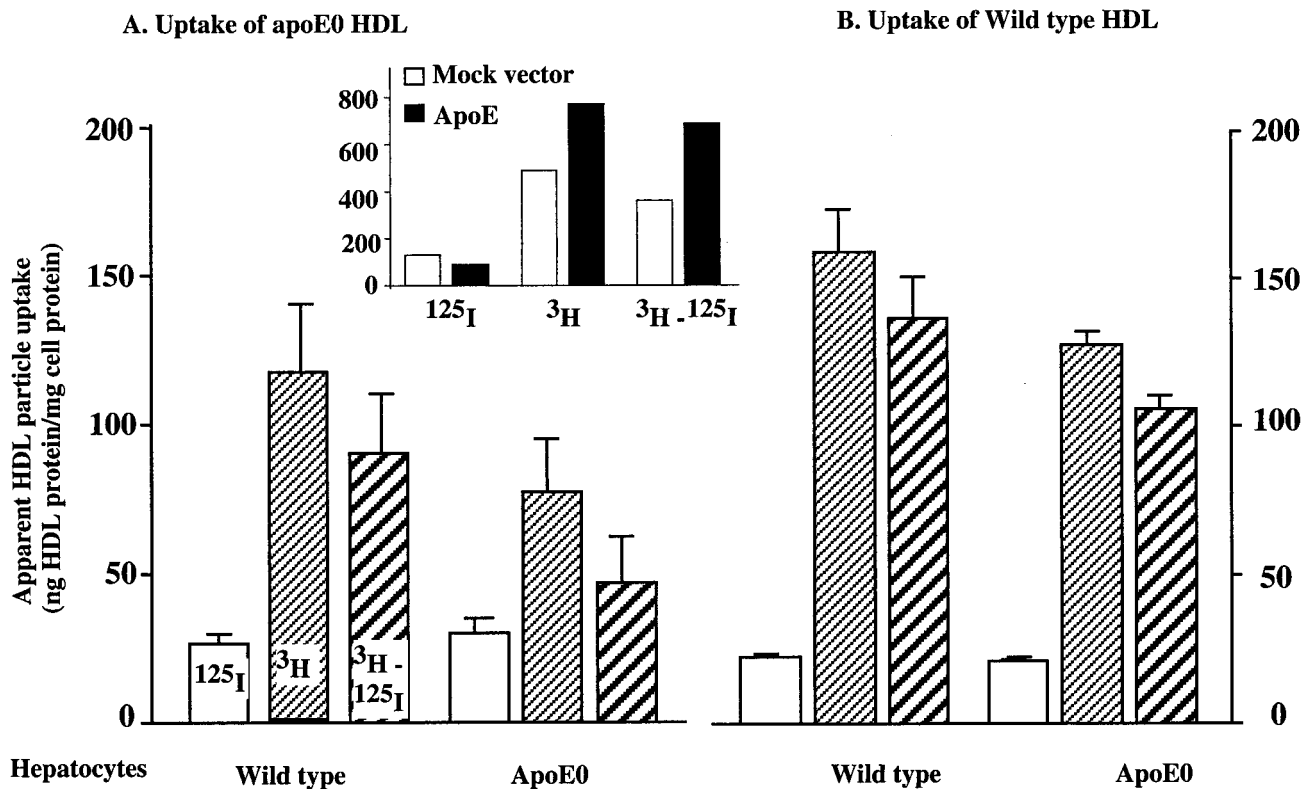 A. Uptake of apoE0 HDL
B. Uptake of Wild type HDL
Mock vector
ApoE
800
600
400
200
0
125I
3H
3H - 125I
Apparent HDL particle uptake
(ng HDL protein/mg cell protein)
200
150
100
50
0
125I
3H
3H -
125I
200
150
100
50
0
Hepatocytes
Wild type
ApoE0
Wild type
ApoE0